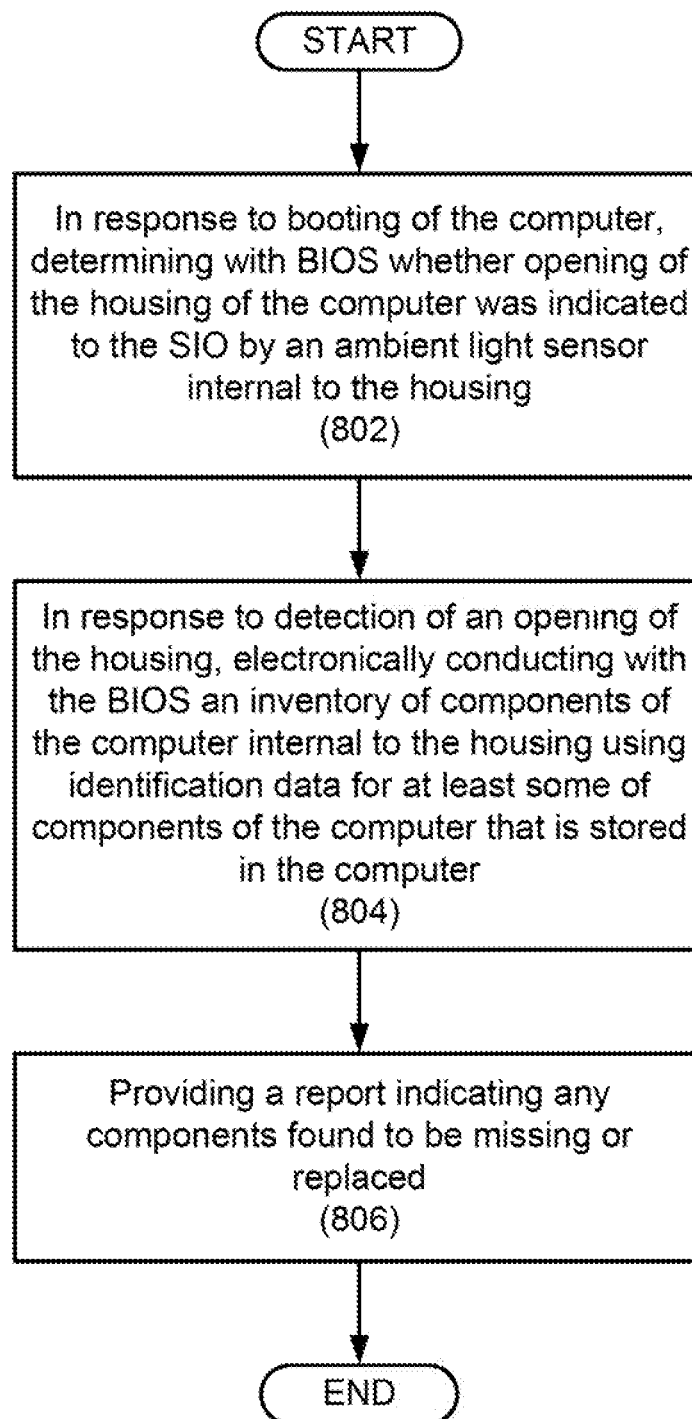 START
In response to booting of the computer,
determining with BIOS whether opening of
the housing of the computer was indicated
to the SIO by an ambient light sensor
internal to the housing
(802)
In response to detection of an opening of
the housing, electronically conducting with
the BIOS an inventory of components of
the computer internal to the housing using
identification data for at least some of
components of the computer that is stored
in the computer
(804)
Providing a report indicating any
components found to be missing or
replaced
(806)
END